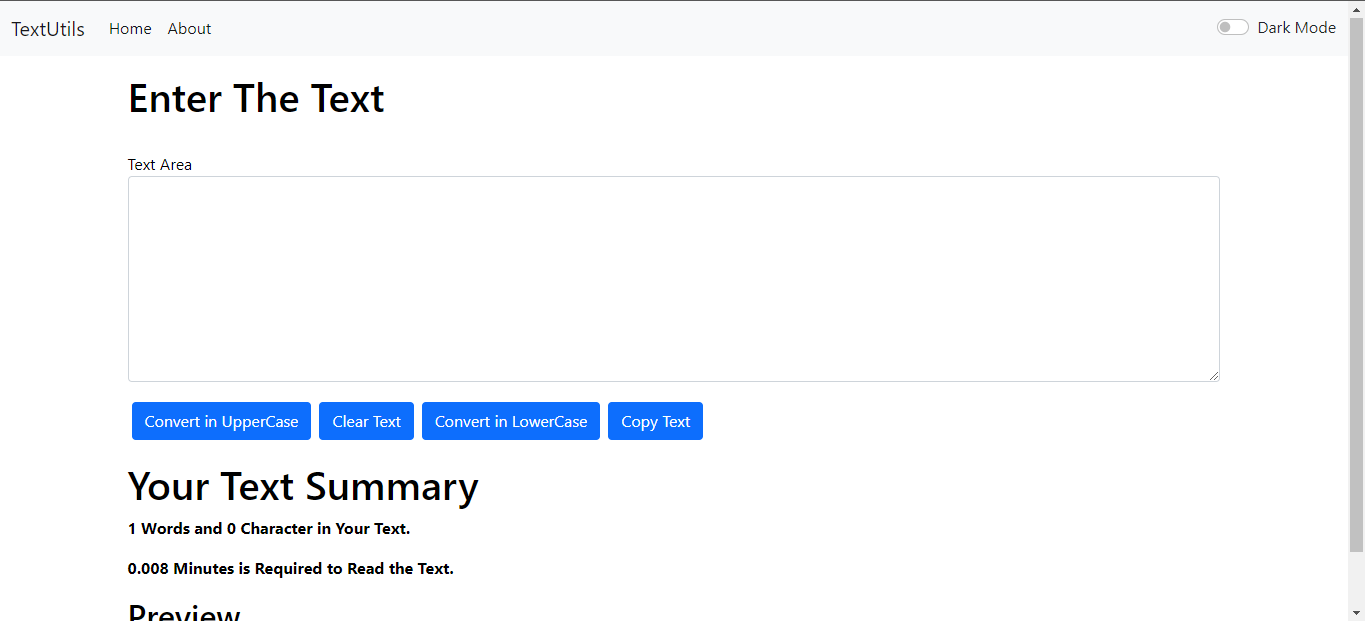 TextUtils Home About Dark Mode
Enter The Text
Text Area
Convert in UpperCase Clear Text Convert in LowerCase Copy Text
Your Text Summary
1 Words and 0 Character in Your Text.
0.008 Minutes is Required to Read the Text.
Preview